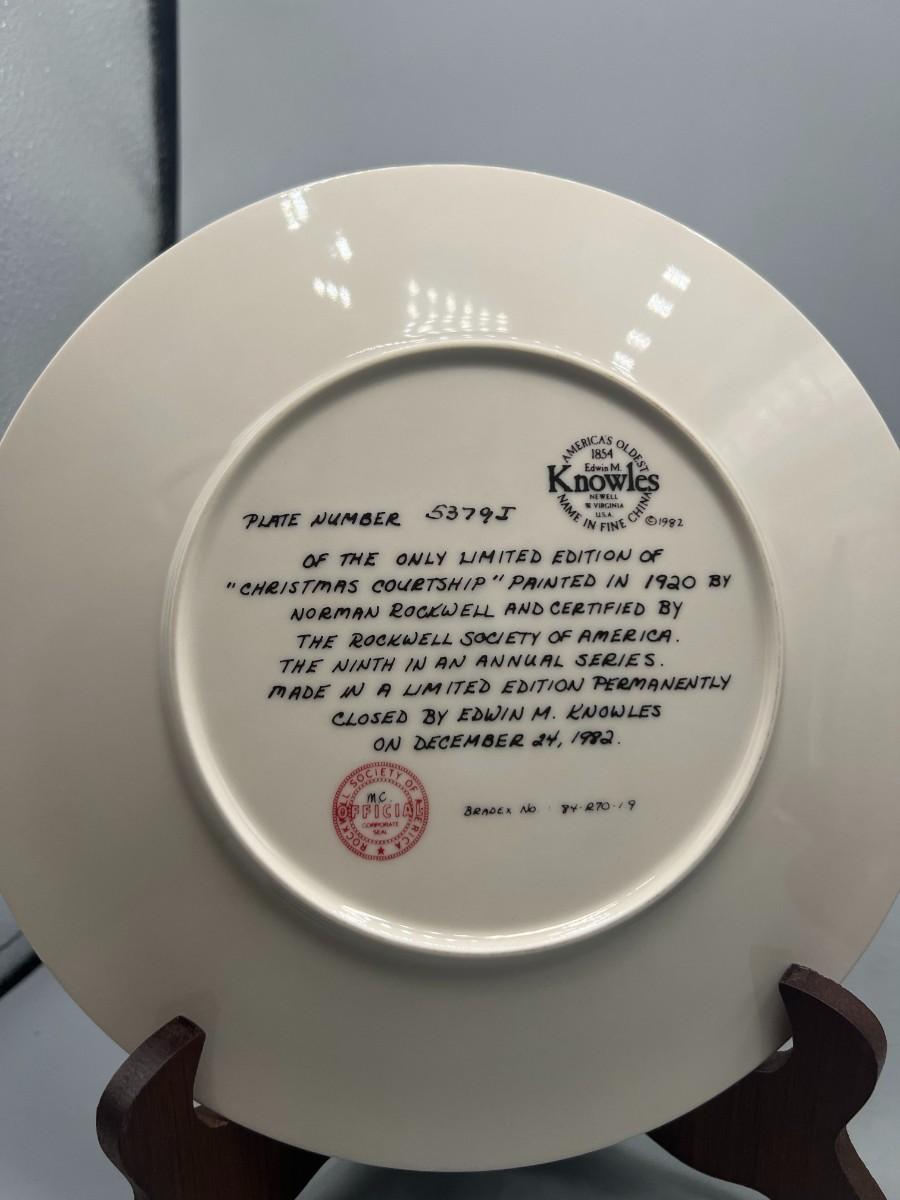 AMERICA'S OLDEST
1854
Edwin M.
Knowles
NEWELL
W VIRGINIA
U.S.A.
NAME IN FINE CHINA
©1982
PLATE NUMBER 5379I
OF THE ONLY LIMITED EDITION OF
"CHRISTMAS COURTSHIP" PAINTED IN 1920 BY
NORMAN ROCKWELL AND CERTIFIED BY
THE ROCKWELL SOCIETY OF AMERICA.
THE NINTH IN AN ANNUAL SERIES.
MADE IN A LIMITED EDITION PERMANENTLY
CLOSED BY EDWIN M. KNOWLES
ON DECEMBER 24, 1982.
ROCKWELL SOCIETY OF AMERICA
M.C.
OFFICIAL
CORPORATE
SEAL
BRADEX NO. 84-R70-1.9